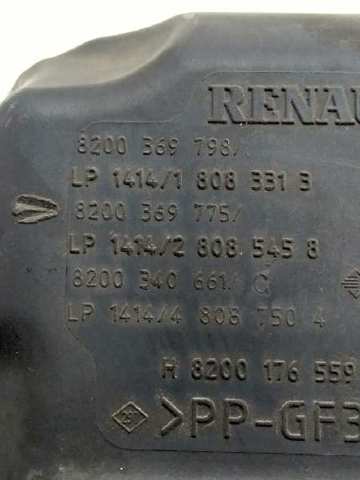 RENAU
8200 369 798/
LP 1414/1 808 331 3
8200 369 775/
LP 1414/2 808 545 8
8200 340 661/ C
LP 1414/4 808 750 4
H 8200 176 559
>PP-GF3